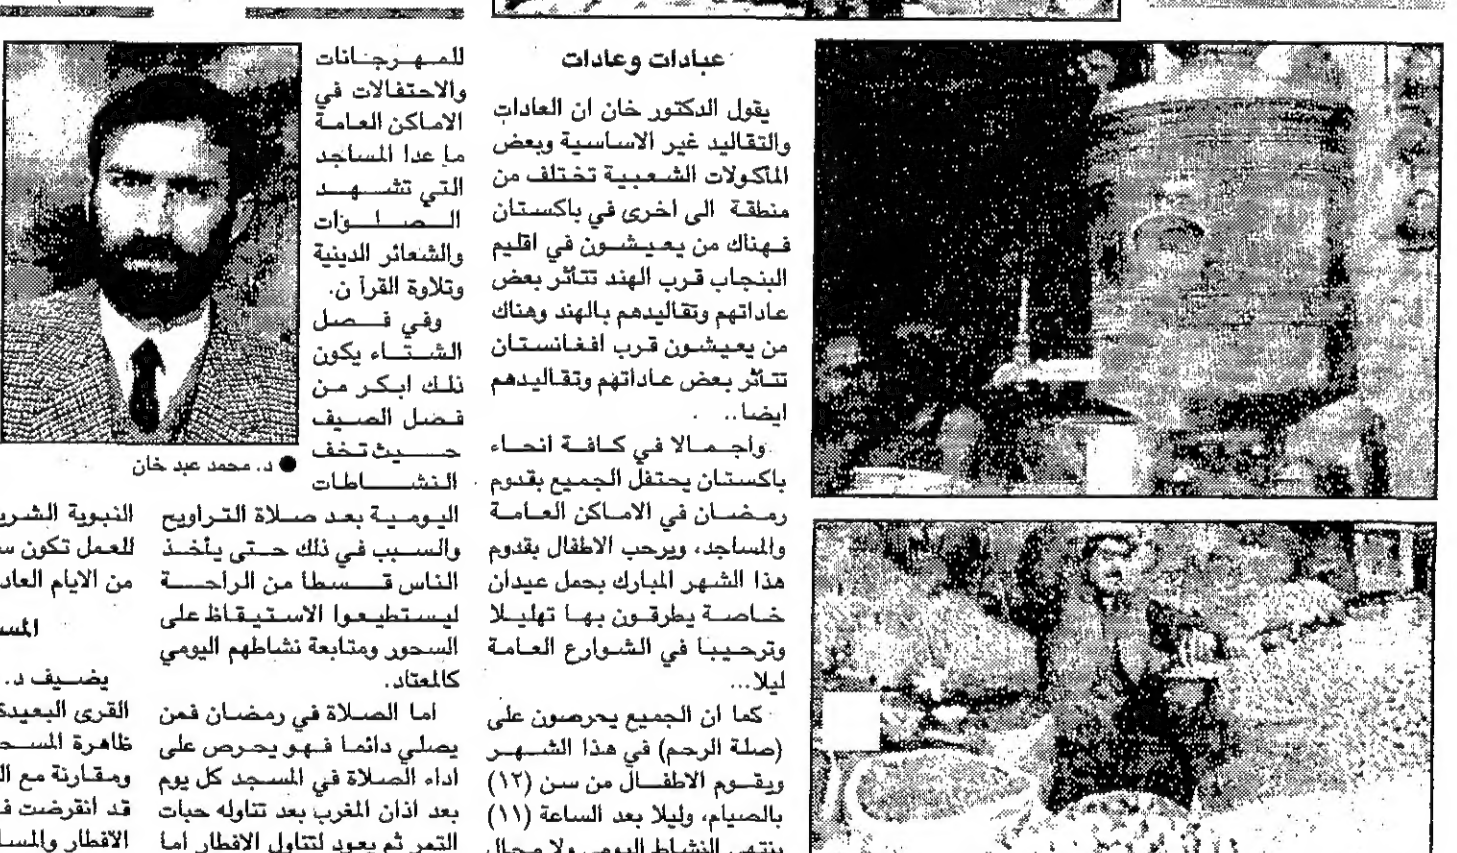 عبادات وعادات
يقول الدكتور خان ان العادات
والتقاليد غير الاساسية وبعض
المأكولات الشعبية تختلف من
منطقة الى اخرى في باكستان
فهناك من يعيشون في اقليم
البنجاب قرب الهند تتأثر بعض
عاداتهم وتقاليدهم بالهند وهناك
من يعيشون قرب افغانستان
تتأثر بعض عاداتهم وتقاليدهم
ايضا..
وأجمالا في كافة انحاء
باكستان يحتفل الجميع بقدوم
رمضان في الاماكن العامة
والمساجد، ويرحب الاطفال بقدوم
هذا الشهر المبارك بحمل عيدان
خاصة يطرقون بها تهليلا
وترحيبا في الشوارع العامة
ليلا...
كما ان الجميع يحرصون على
(صلة الرحم) في هذا الشهر
ويقوم الاطفال من سن (١٢)
بالصيام، وليلا بعد الساعة (١١)
ينتهي النشاط اليومي ولا مجال
للمهرجانات
والاحتفالات في
الاماكن العامة
ما عدا المساجد
التي تشهد
الصلوات
والشعائر الدينية
وتلاوة القرآ ن.
وفي فصل
الشتاء يكون
ذلك ابكر من
فصل الصيف
حيث تخف
النشاطات
اليومية بعد صلاة التراويح
والسبب في ذلك حتى يأخذ
الناس قسطا من الراحة
ليستطيعوا الاستيقاظ على
السحور ومتابعة نشاطهم اليومي
كالمعتاد.
اما الصلاة في رمضان فمن
يصلي دائما فهو يحرص على
اداء الصلاة في المسجد كل يوم
بعد اذان المغرب بعد تناوله حبات
التمر ثم يعود لتناول الافطار اما
● د. محمد عبد خان
النبوية
للعمل تكون
من الايام
يضيف د.
القرى
ظاهرة
ومقارنة مع
قد انقرضت
الافطار